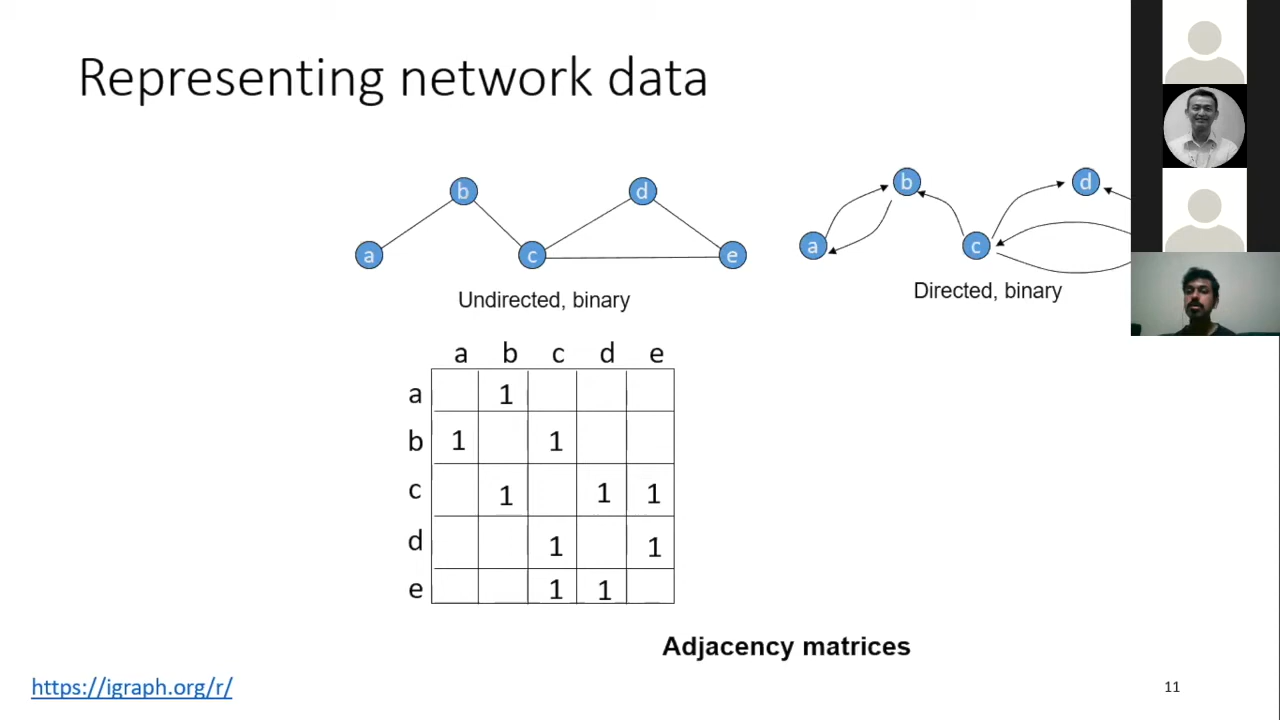 Representing network data
b d
a c e
Undirected, binary
b d
a c
Directed, binary
a b c d e
a 1
b 1 1
c 1 1 1
d 1 1
e 1 1
Adjacency matrices
https://igraph.org/r/
11